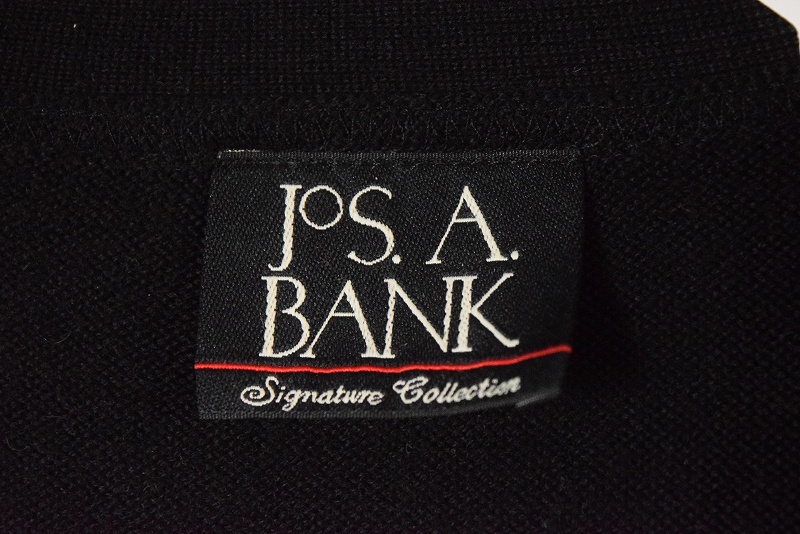 JOS. A.
BANK
Signature Collection